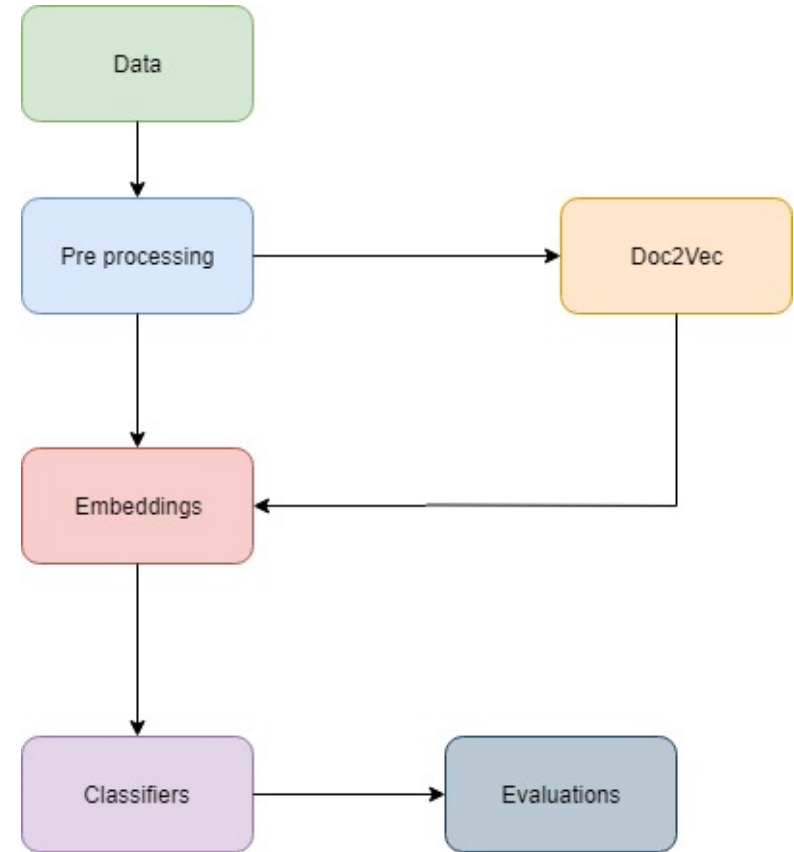 Data
Pre processing
Doc2Vec
Embeddings
Classifiers
Evaluations